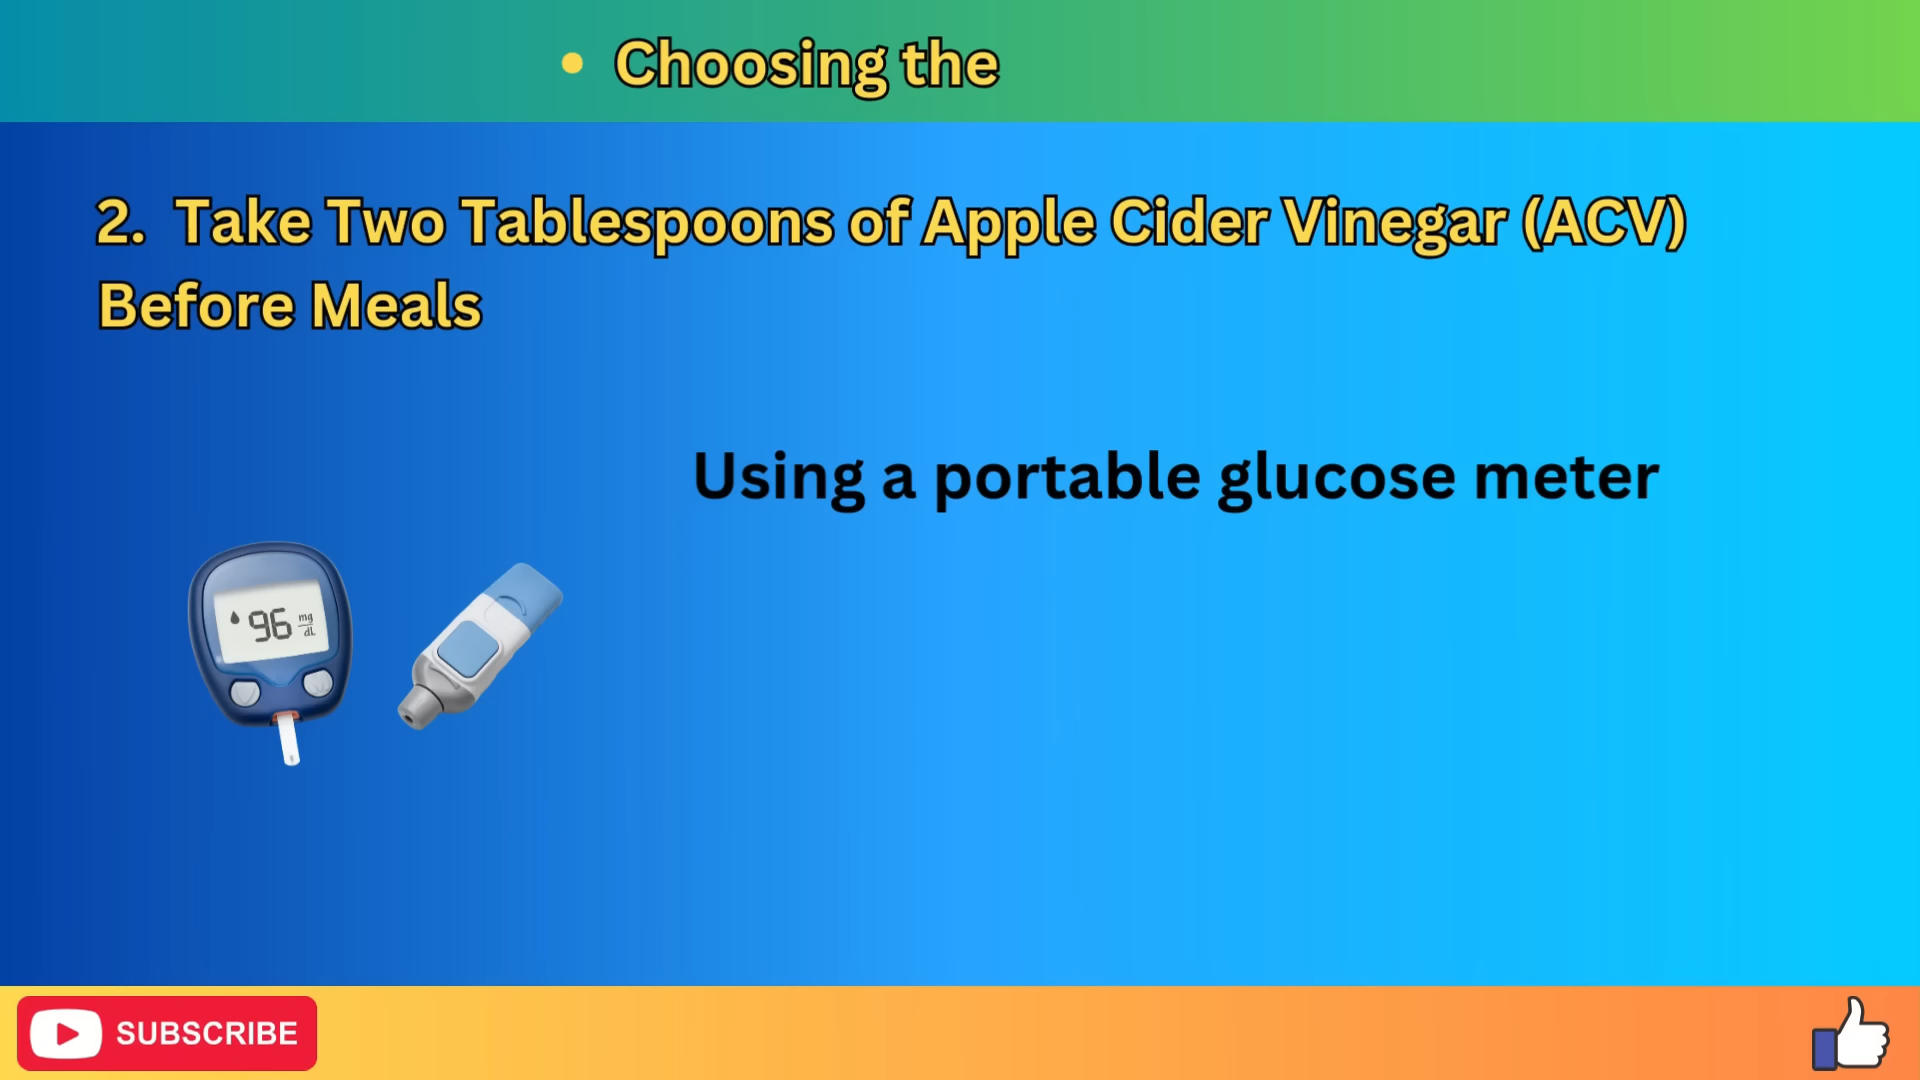 • Choosing the
2. Take Two Tablespoons of Apple Cider Vinegar (ACV)
Before Meals
Using a portable glucose meter
96 mg/dL
SUBSCRIBE